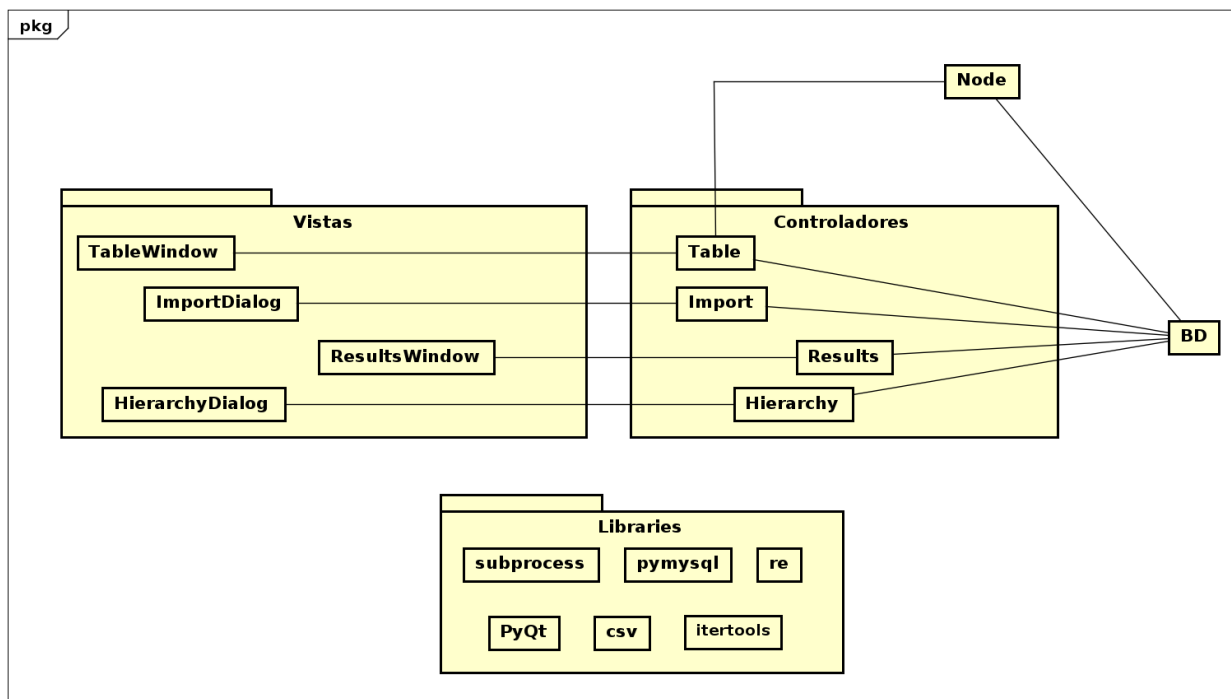 pkg
Node
Vistas
Controladores
TableWindow
Table
ImportDialog
Import
BD
ResultsWindow
Results
HierarchyDialog
Hierarchy
Libraries
subprocess
pymysql
re
PyQt
csv
itertools